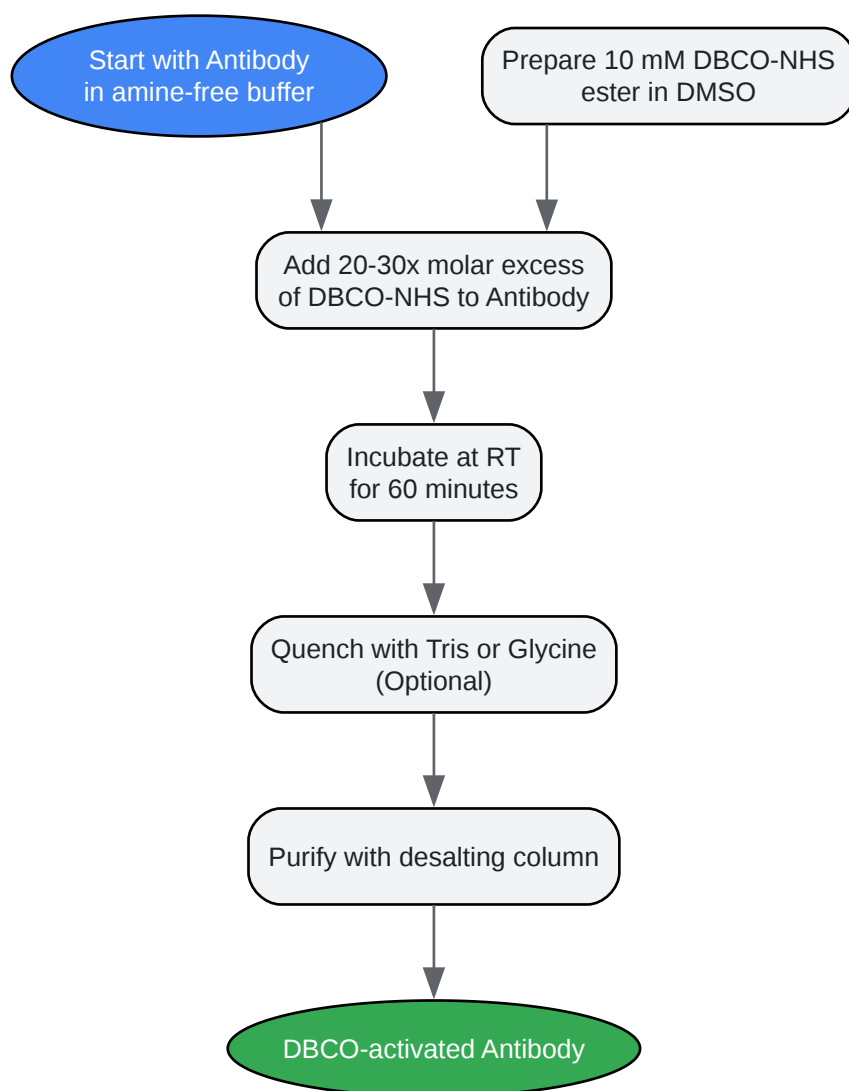 Start with Antibody
in amine-free buffer
Prepare 10 mM DBCO-NHS
ester in DMSO
Add 20-30x molar excess
of DBCO-NHS to Antibody
Incubate at RT
for 60 minutes
Quench with Tris or Glycine
(Optional)
Purify with desalting column
DBCO-activated Antibody